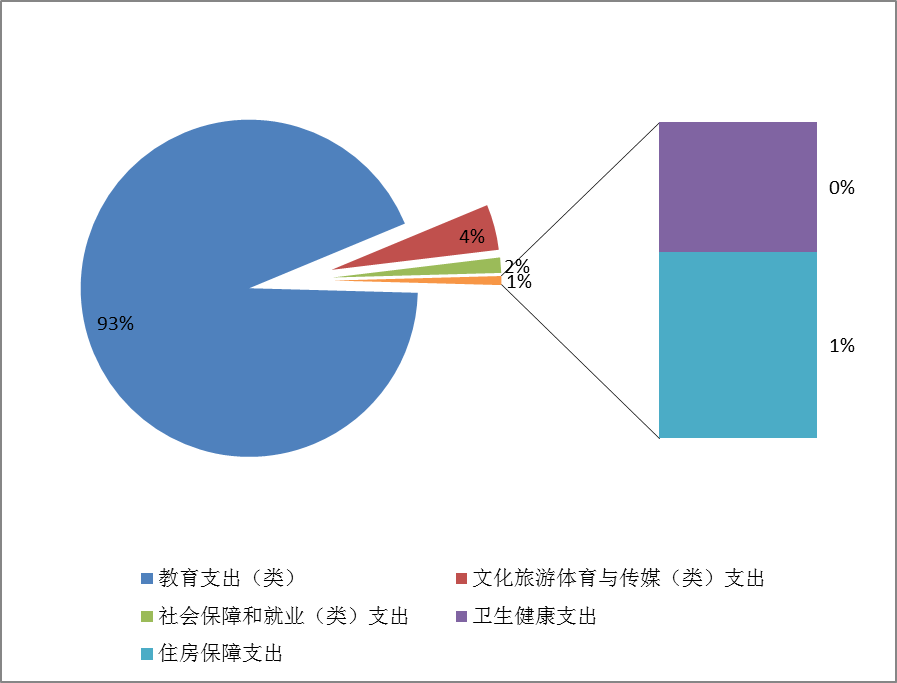 0%
4%
2%
1%
93%
1%
教育支出（类）
文化旅游体育与传媒（类）支出
社会保障和就业（类）支出
卫生健康支出
住房保障支出